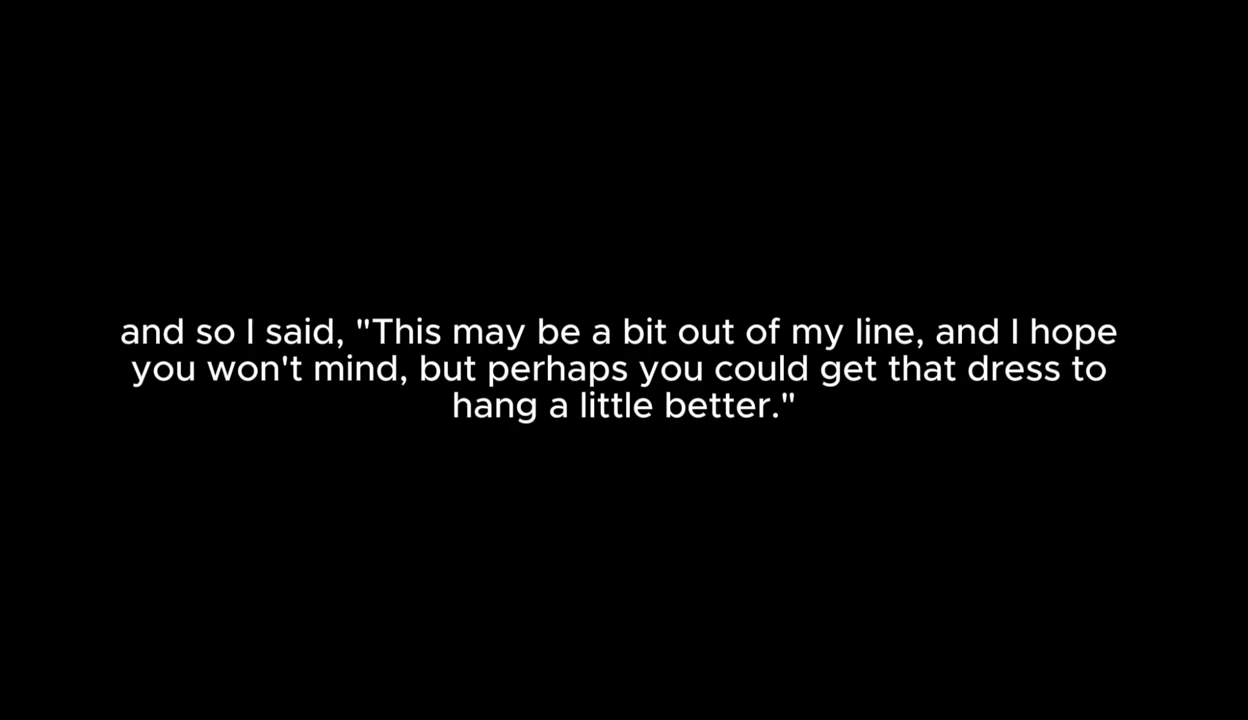 and so I said, "This may be a bit out of my line, and I hope
you won't mind, but perhaps you could get that dress to
hang a little better."